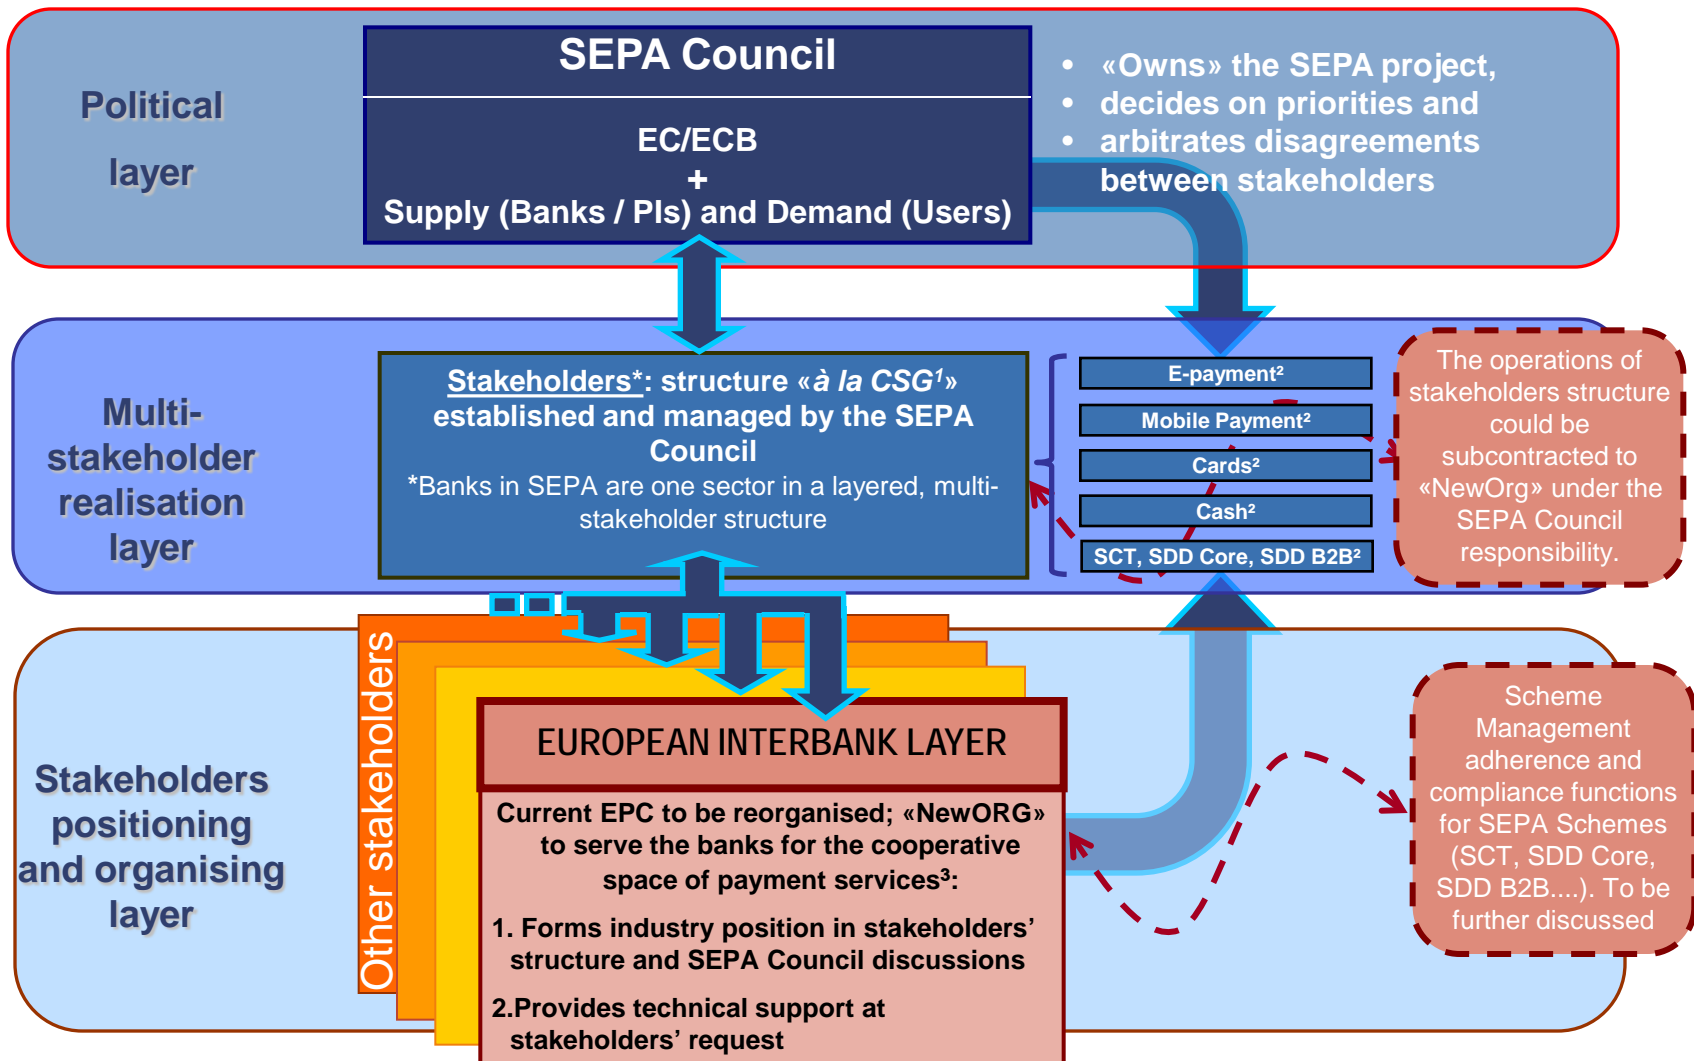 Political
layer
SEPA Council
EC/ECB
+
Supply (Banks / PIs) and Demand (Users)
• «Owns» the SEPA project,
• decides on priorities and
• arbitrates disagreements
between stakeholders
Multi-
stakeholder
realisation
layer
Stakeholders*: structure «à la CSG¹»
established and managed by the SEPA
Council
*Banks in SEPA are one sector in a layered, multi-
stakeholder structure
E-payment²
Mobile Payment²
Cards²
Cash²
SCT, SDD Core, SDD B2B²
The operations of
stakeholders structure
could be
subcontracted to
«NewOrg» under the
SEPA Council
responsibility.
Stakeholders
positioning
and organising
layer
Other stakeholders
EUROPEAN INTERBANK LAYER
Current EPC to be reorganised; «NewORG»
to serve the banks for the cooperative
space of payment services³:
1. Forms industry position in stakeholders’
structure and SEPA Council discussions
2.Provides technical support at
stakeholders’ request
Scheme
Management
adherence and
compliance functions
for SEPA Schemes
(SCT, SDD Core,
SDD B2B....). To be
further discussed